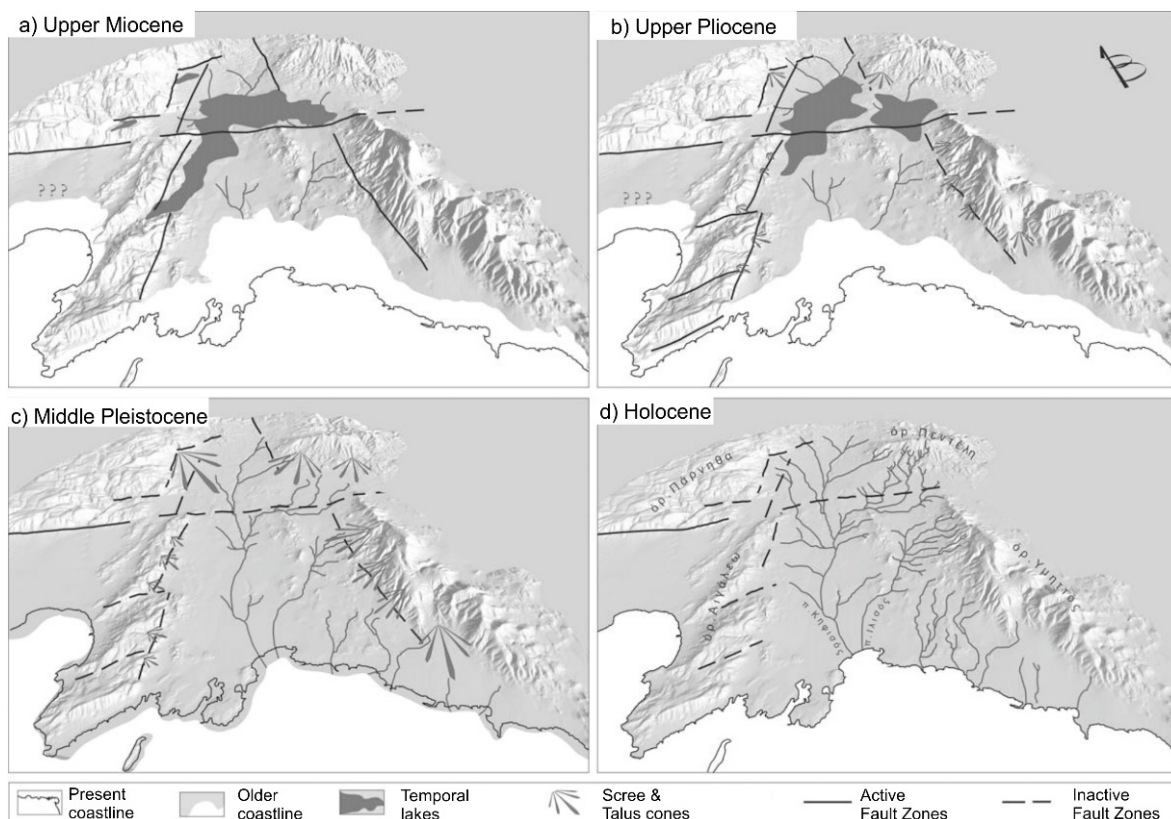 a) Upper Miocene
b) Upper Pliocene
???
???
c) Middle Pleistocene
d) Holocene
όρ.Πάρνηθα
όρ.Πεντέλη
όρ.Αιγάλεω
π.Κηφισός
π.Ιλισός
όρ.Υμηττός
Present
coastline
Older
coastline
Temporal
lakes
Scree &
Talus cones
Active
Fault Zones
Inactive
Fault Zones